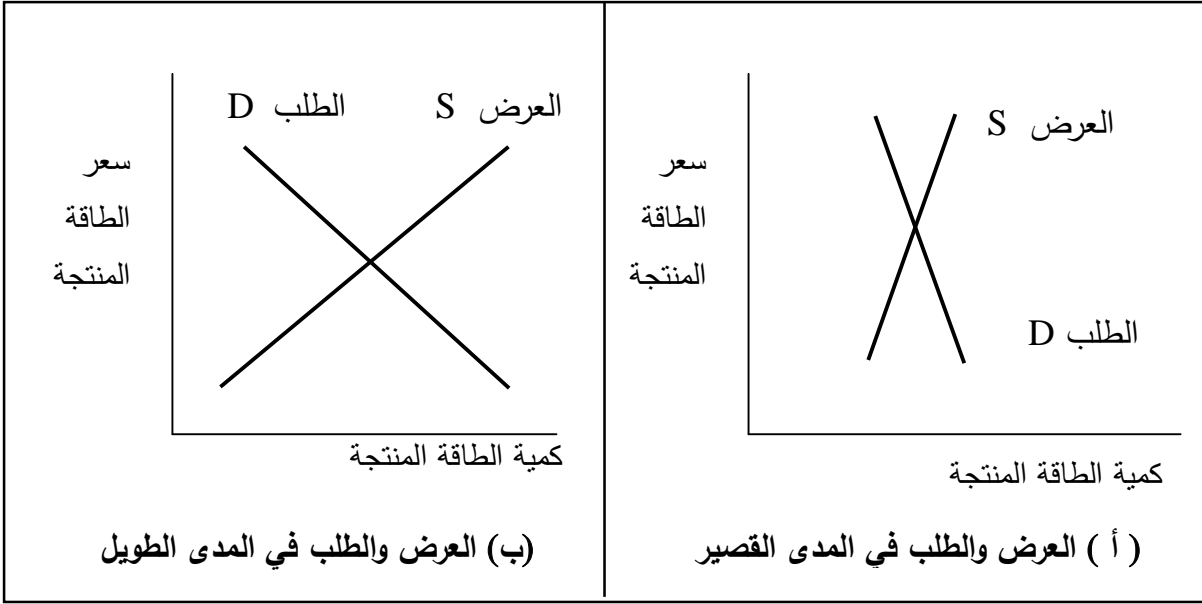 العرض S
سعر
الطاقة
المنتجة
الطلب D
كمية الطاقة المنتجة
( أ ) العرض والطلب في المدى القصير
العرض S
الطلب D
سعر
الطاقة
المنتجة
كمية الطاقة المنتجة
(ب) العرض والطلب في المدى الطويل